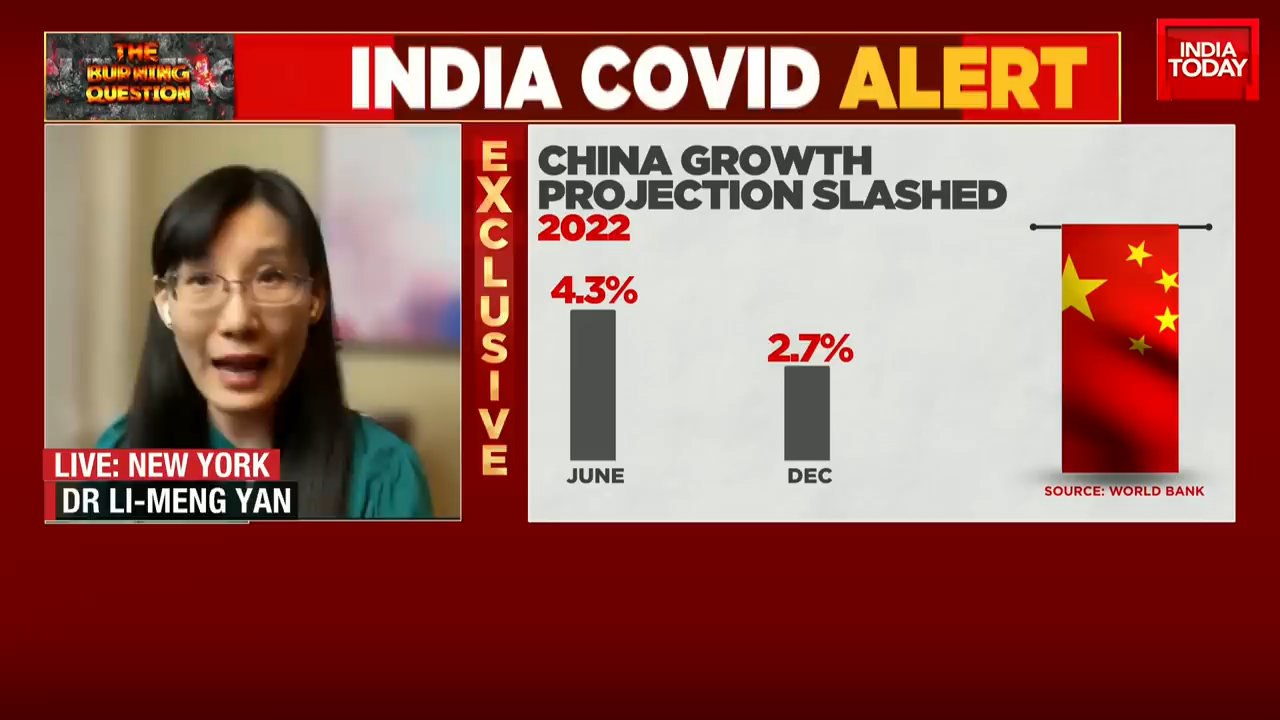 THE
BURNING
QUESTION
INDIA COVID ALERT
INDIA
TODAY
LIVE: NEW YORK
DR LI-MENG YAN
EXCLUSIVE
CHINA GROWTH
PROJECTION SLASHED
2022
4.3%
2.7%
JUNE
DEC
SOURCE: WORLD BANK